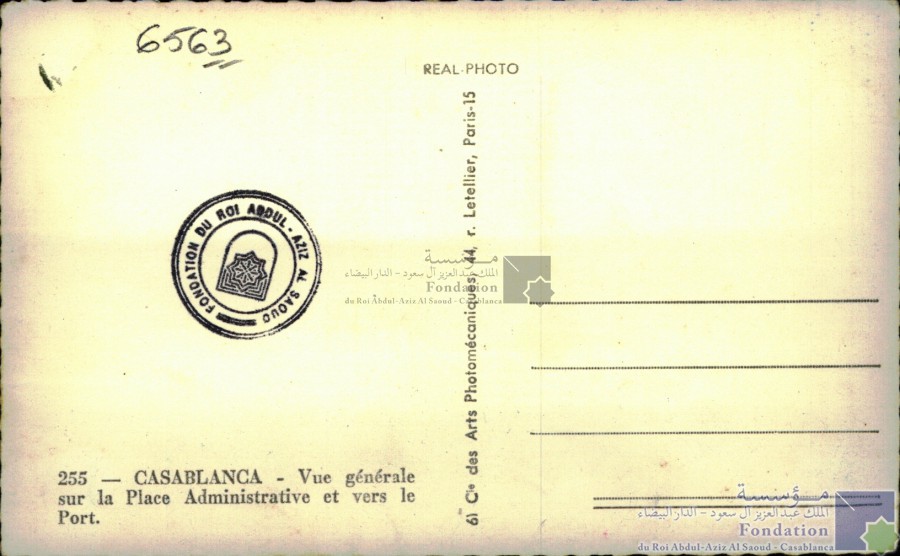 6563
REAL-PHOTO
FONDATION DU ROI ABDUL-AZIZ AL SAOUD
6) Cie des Arts Photomécaniques, 44, r. Letellier, Paris-15
مؤسسة
الملك عبد العزيز آل سعود - الدار البيضاء
Fondation
du Roi Abdul-Aziz Al Saoud - Casablanca
255 — CASABLANCA - Vue générale
sur la Place Administrative et vers le
Port.
مؤسسة
الملك عبد العزيز آل سعود - الدار البيضاء
Fondation
du Roi Abdul-Aziz Al Saoud - Casablanca